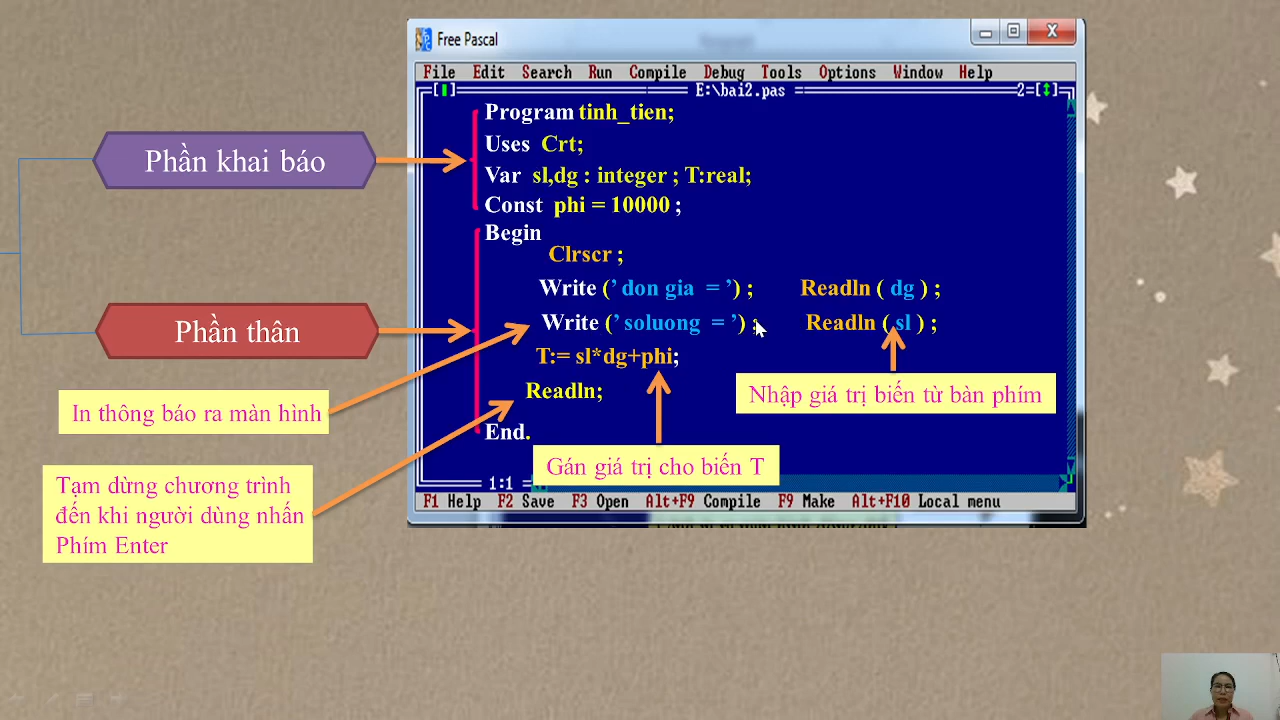 Free Pascal
File Edit Search Run Compile Debug Tools Options Window Help
E:\bai2.pas 2
Program tinh_tien;
Uses Crt;
Var sl,dg : integer ; T:real;
Const phi = 10000 ;
Begin
Clrscr ;
Write (’ don gia = ’) ; Readln ( dg ) ;
Write (’ soluong = ’) ; Readln ( sl ) ;
T:= sl*dg+phi;
Readln;
End.
1:1
F1 Help F2 Save F3 Open Alt+F9 Compile F9 Make Alt+F10 Local menu
Phần khai báo
Phần thân
In thông báo ra màn hình
Tạm dừng chương trình
đến khi người dùng nhấn
Phím Enter
Gán giá trị cho biến T
Nhập giá trị biến từ bàn phím